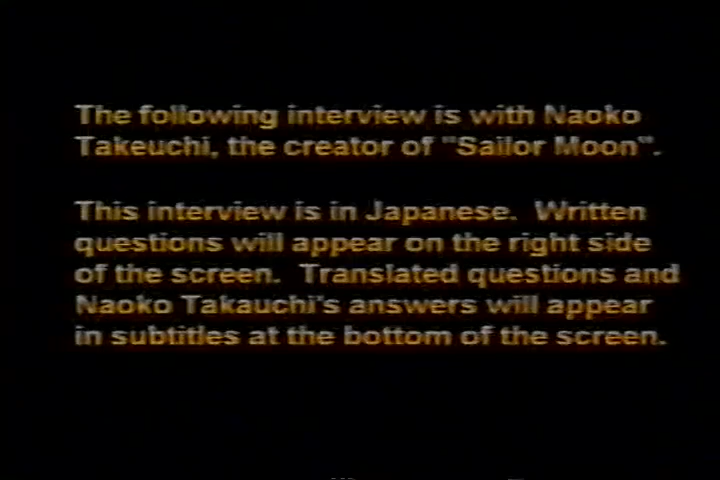 The following interview is with Naoko
Takeuchi, the creator of "Sailor Moon".
This interview is in Japanese.  Written
questions will appear on the right side
of the screen.  Translated questions and
Naoko Takauchi's answers will appear
in subtitles at the bottom of the screen.